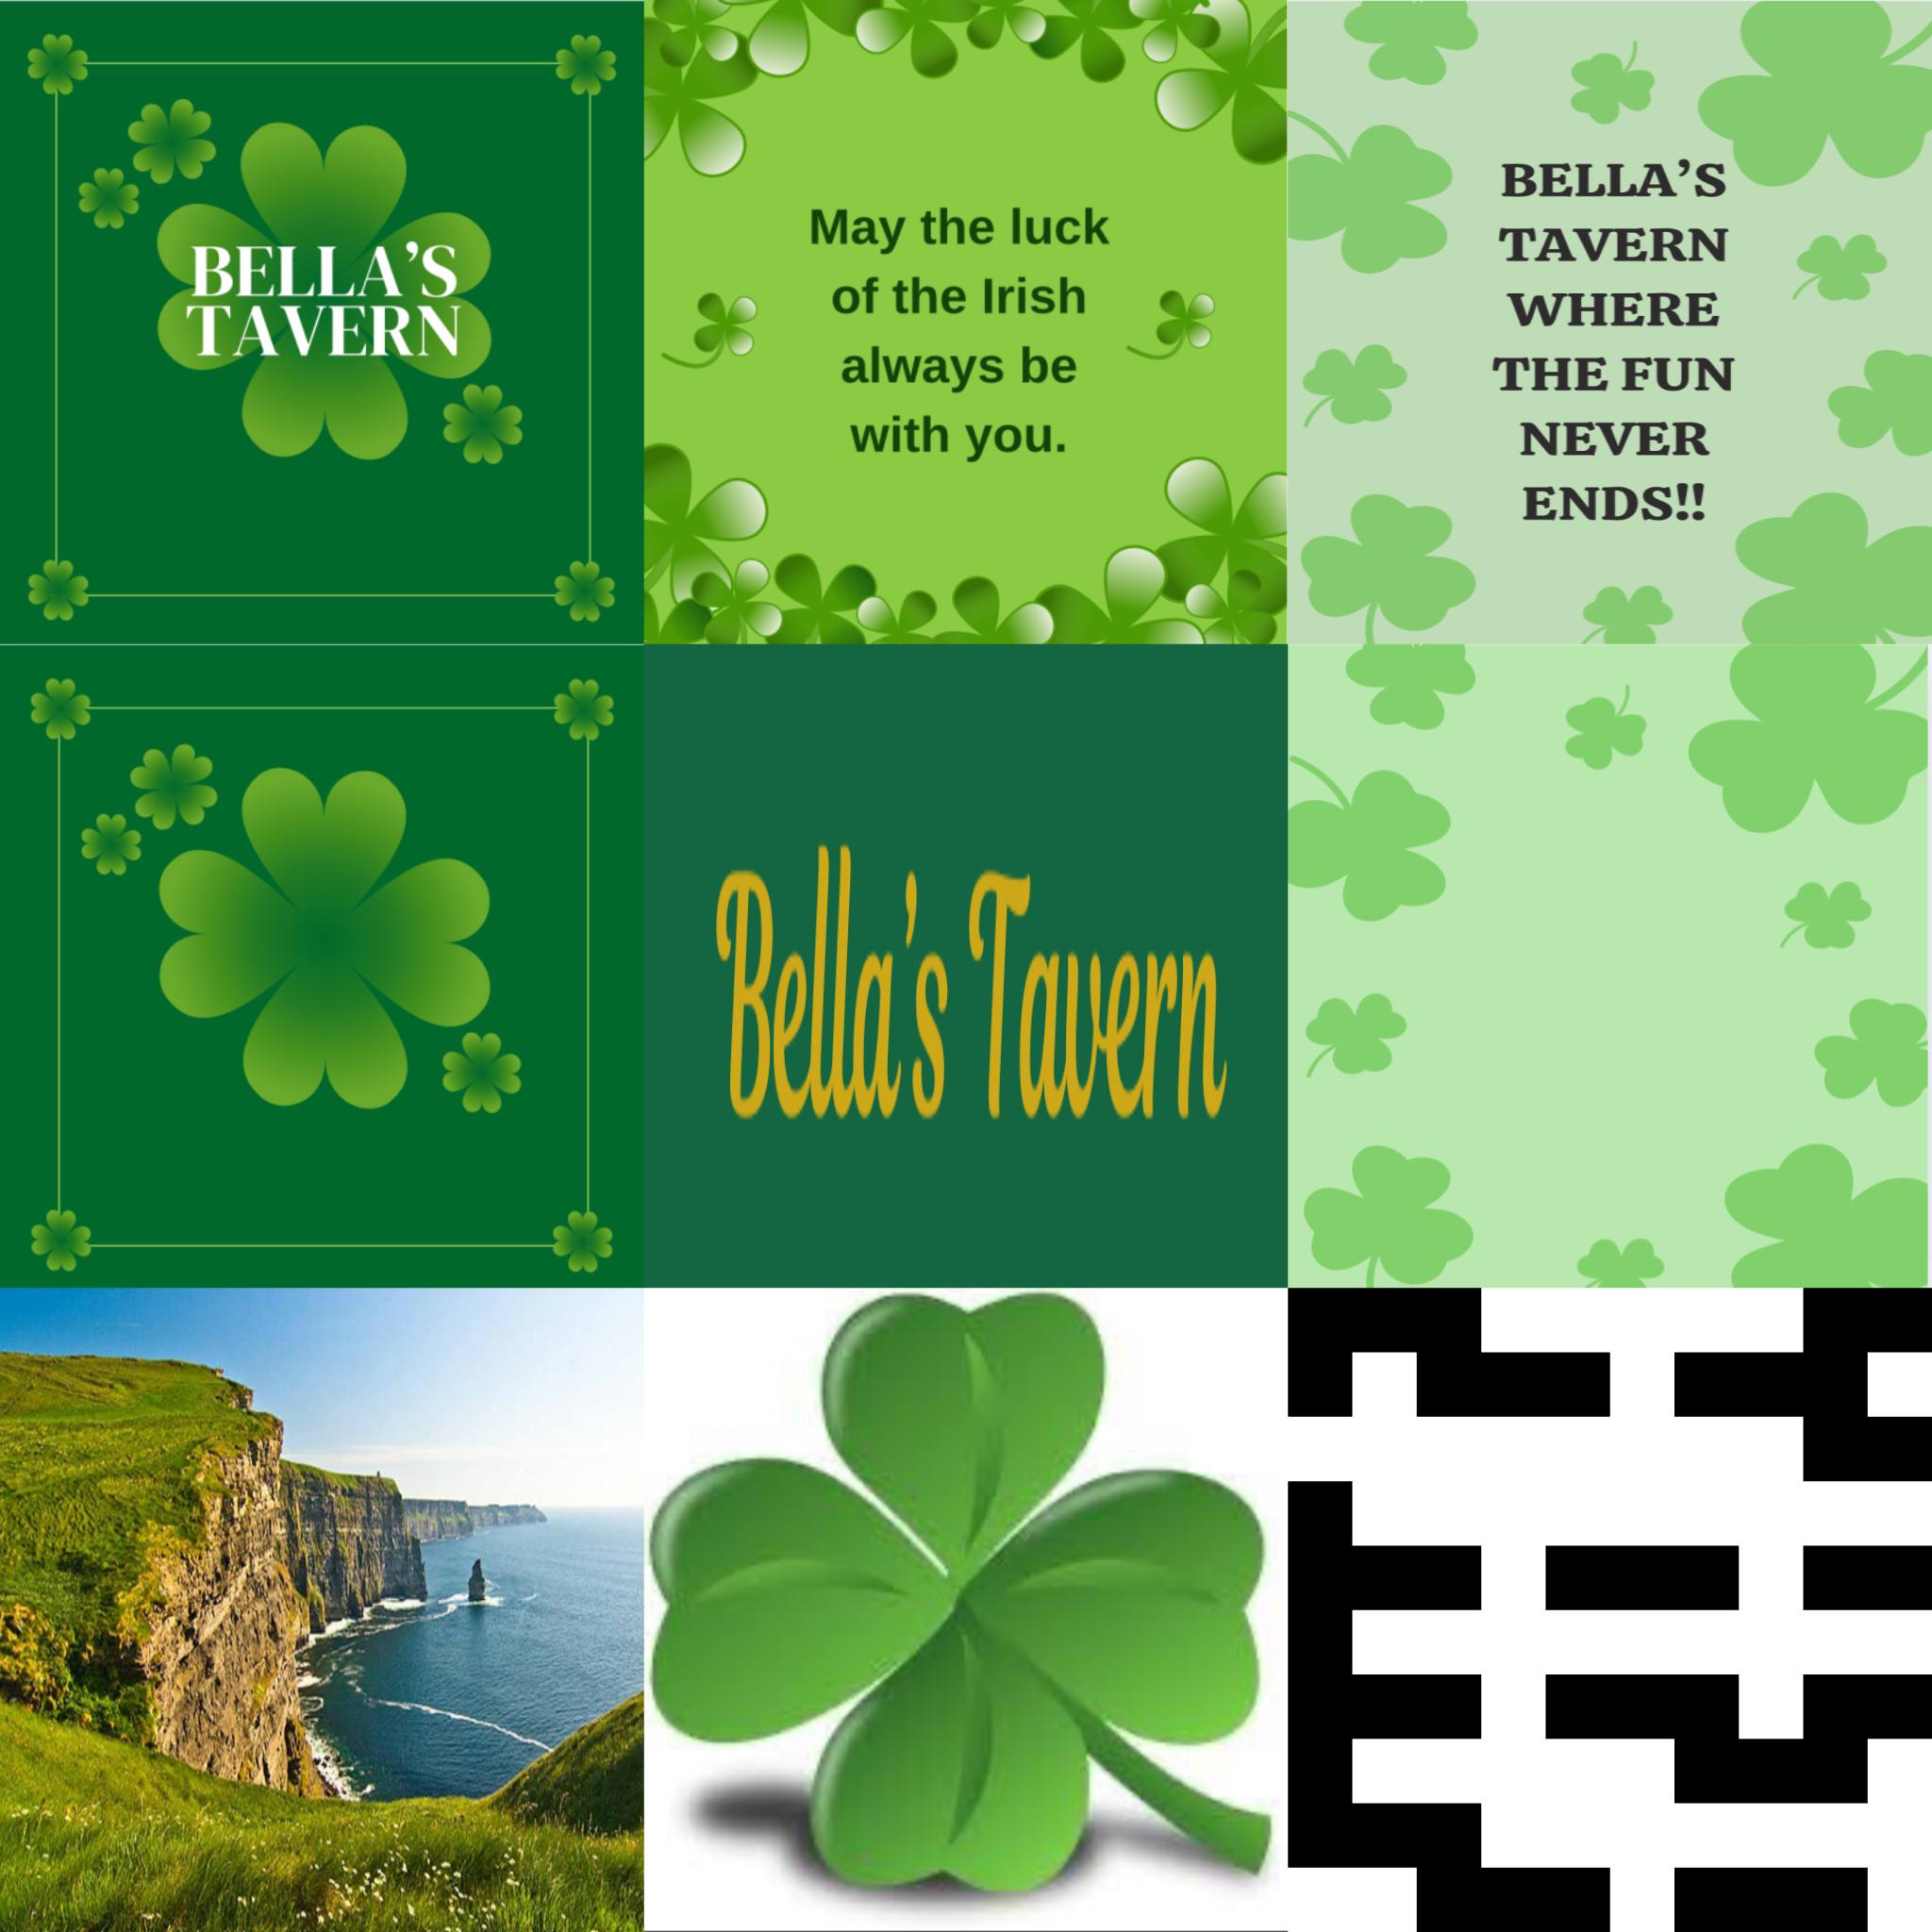 BELLA’S
TAVERN
May the luck
of the Irish
always be
with you.
BELLA’S
TAVERN
WHERE
THE FUN
NEVER
ENDS!!
Bella's Tavern